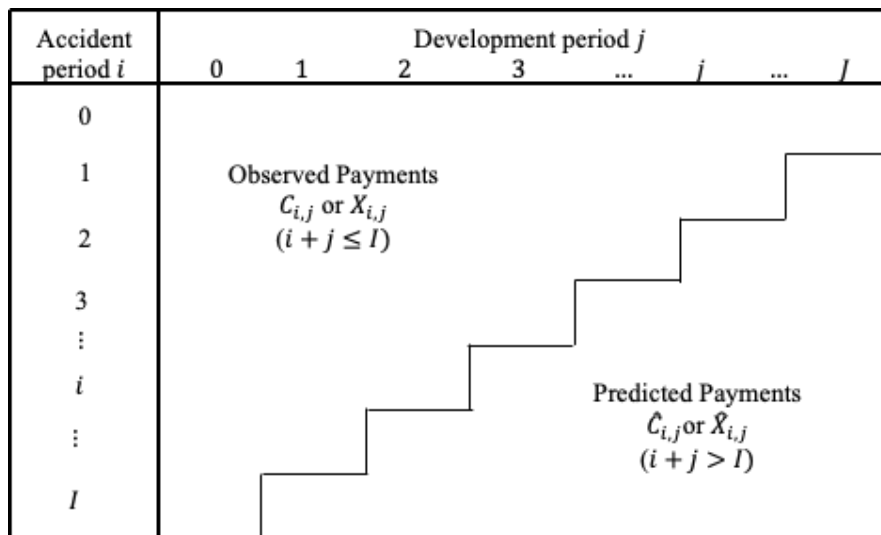 Accident Development period j
period i 0 1 2 3 ... j ... J
0
1
Observed Payments
C_{i,j} or X_{i,j}
2
(i + j ≤ I)
3
⋮
i
Predicted Payments
Ĉ_{i,j} or X̂_{i,j}
⋮
(i + j > I)
I